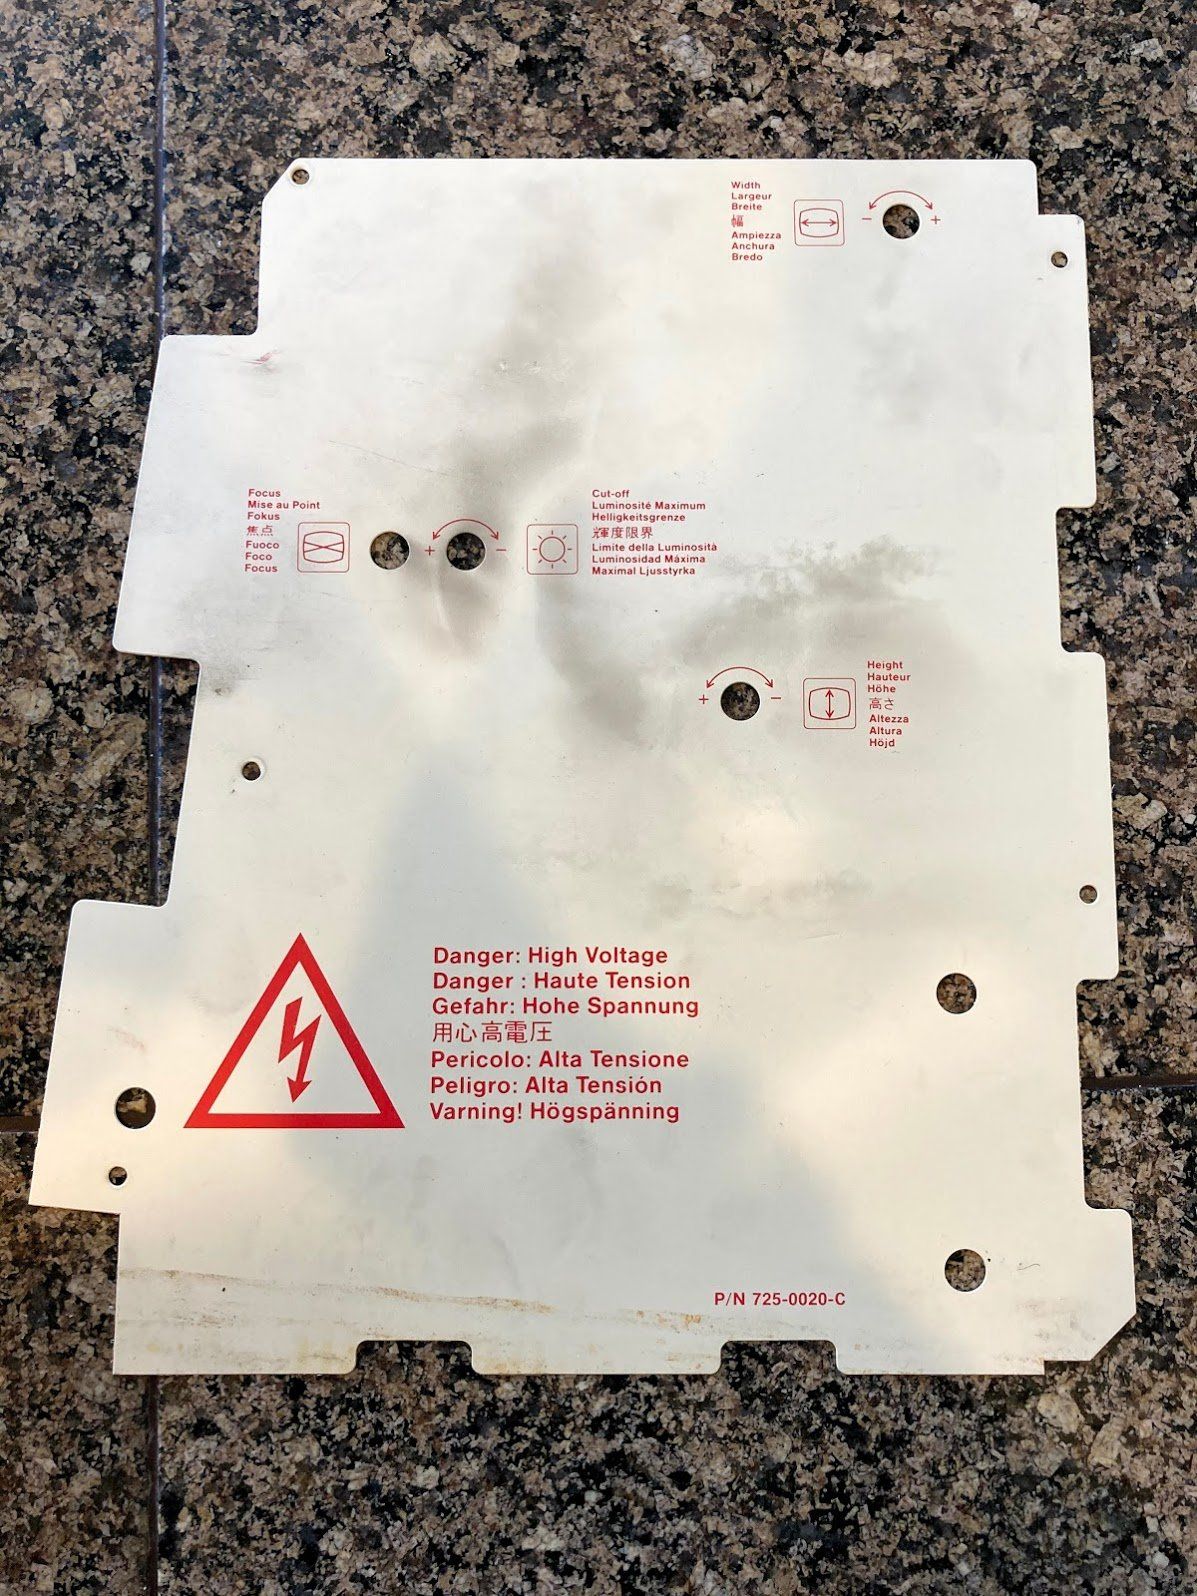 Width
Largeur
Breite
幅
Ampiezza
Anchura
Bredo
− +
Focus
Mise au Point
Fokus
焦点
Fuoco
Foco
Focus
+ −
Cut-off
Luminosité Maximum
Helligkeitsgrenze
輝度限界
Limite della Luminosità
Luminosidad Máxima
Maximal Ljusstyrka
+ −
Height
Hauteur
Höhe
高さ
Altezza
Altura
Höjd
Danger: High Voltage
Danger : Haute Tension
Gefahr: Hohe Spannung
用心高電圧
Pericolo: Alta Tensione
Peligro: Alta Tensión
Varning! Högspänning
P/N 725-0020-C